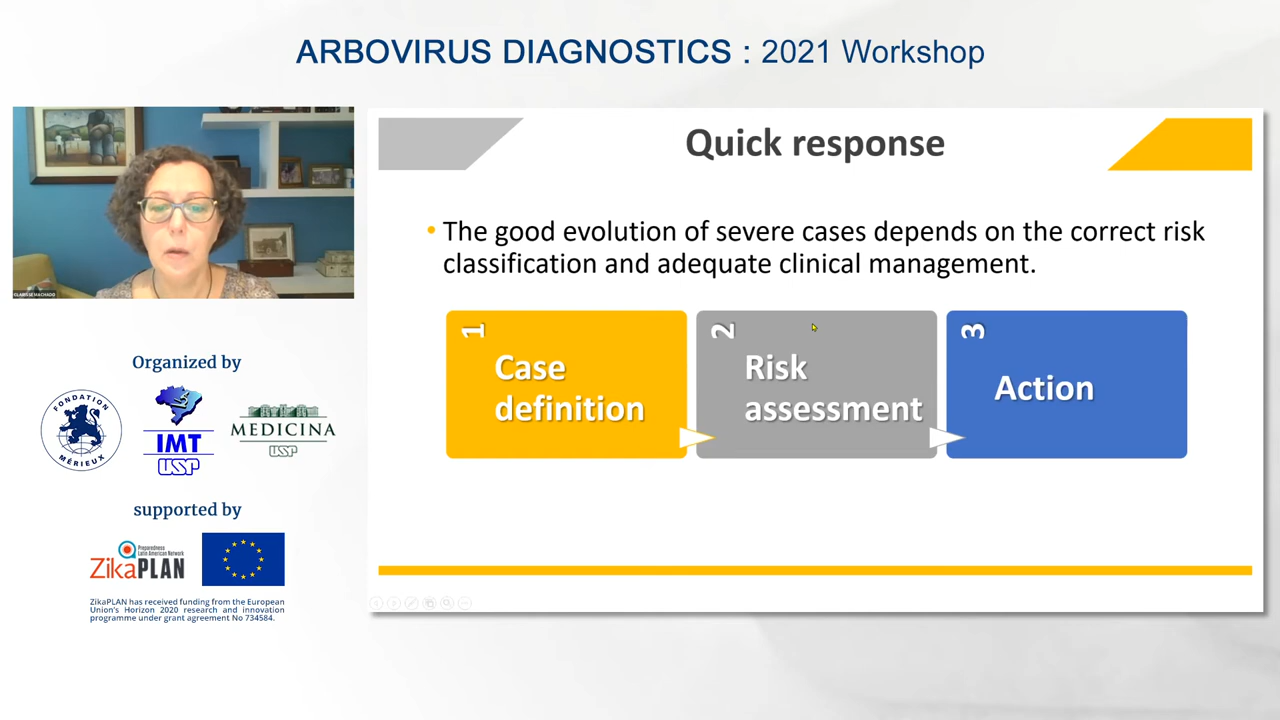 ARBOVIRUS DIAGNOSTICS : 2021 Workshop
CLARISSE MACHADO
Organized by
FONDATION
MÉRIEUX
IMT
USP
MEDICINA
USP
supported by
Preparedness
Latin American Network
ZikaPLAN
ZikaPLAN has received funding from the European
Union's Horizon 2020 research and innovation
programme under grant agreement No 734584.
Quick response
• The good evolution of severe cases depends on the correct risk
classification and adequate clinical management.
1
Case
definition
2
Risk
assessment
3
Action